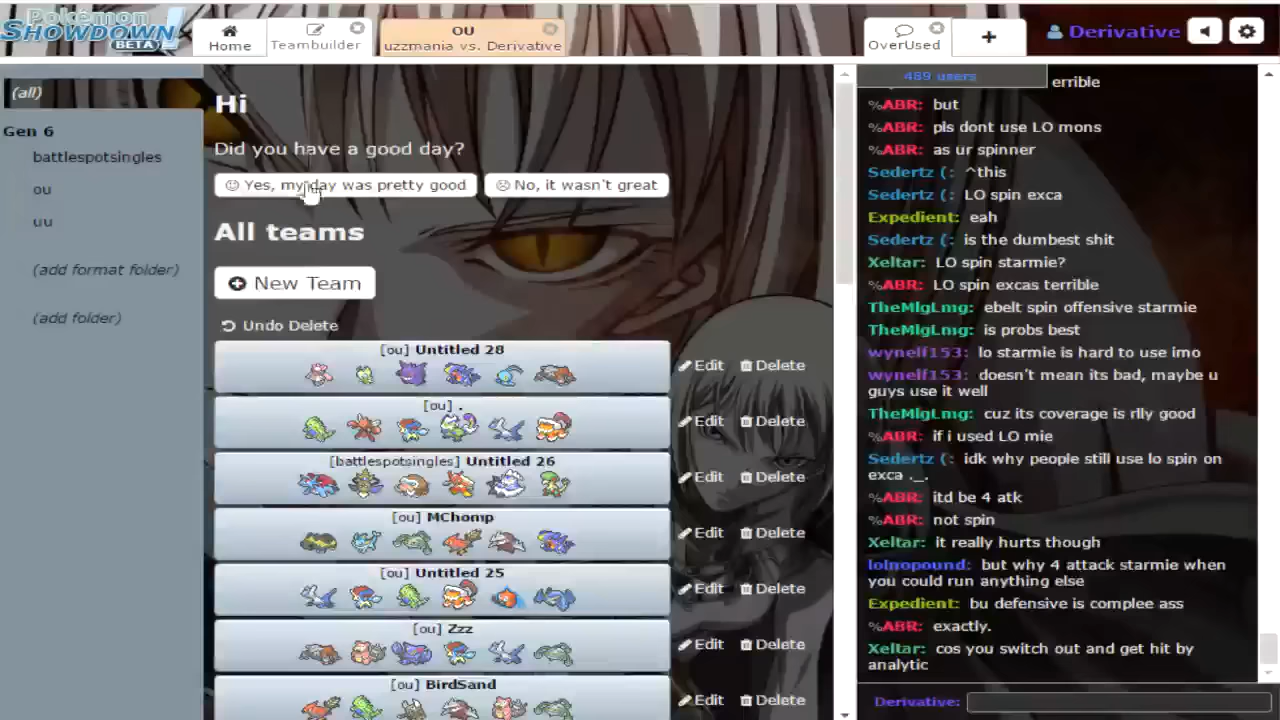 Pokémon
SHOWDOWN
BETA!
Home
Teambuilder
OU
uzzmania vs. Derivative
OverUsed
Derivative
(all)
Gen 6
battlespotsingles
ou
uu
(add format folder)
(add folder)
Hi
Did you have a good day?
Yes, my day was pretty good
No, it wasn't great
All teams
New Team
Undo Delete
[ou] Untitled 28
Edit Delete
[ou] .
Edit Delete
[battlespotsingles] Untitled 26
Edit Delete
[ou] MChomp
Edit Delete
[ou] Untitled 25
Edit Delete
[ou] Zzz
Edit Delete
[ou] BirdSand
Edit Delete
489 users
errible
%ABR: but
%ABR: pls dont use LO mons
%ABR: as ur spinner
Sedertz (: ^this
Sedertz (: LO spin exca
Expedient: eah
Sedertz (: is the dumbest shit
Xeltar: LO spin starmie?
%ABR: LO spin excas terrible
TheMlgLmg: ebelt spin offensive starmie
TheMlgLmg: is probs best
wynelf153: lo starmie is hard to use imo
wynelf153: doesn't mean its bad, maybe u
guys use it well
TheMlgLmg: cuz its coverage is rlly good
%ABR: if i used LO mie
Sedertz (: idk why people still use lo spin on
exca ._.
%ABR: itd be 4 atk
%ABR: not spin
Xeltar: it really hurts though
lolnopound: but why 4 attack starmie when
you could run anything else
Expedient: bu defensive is complee ass
%ABR: exactly.
Xeltar: cos you switch out and get hit by
analytic
Derivative: